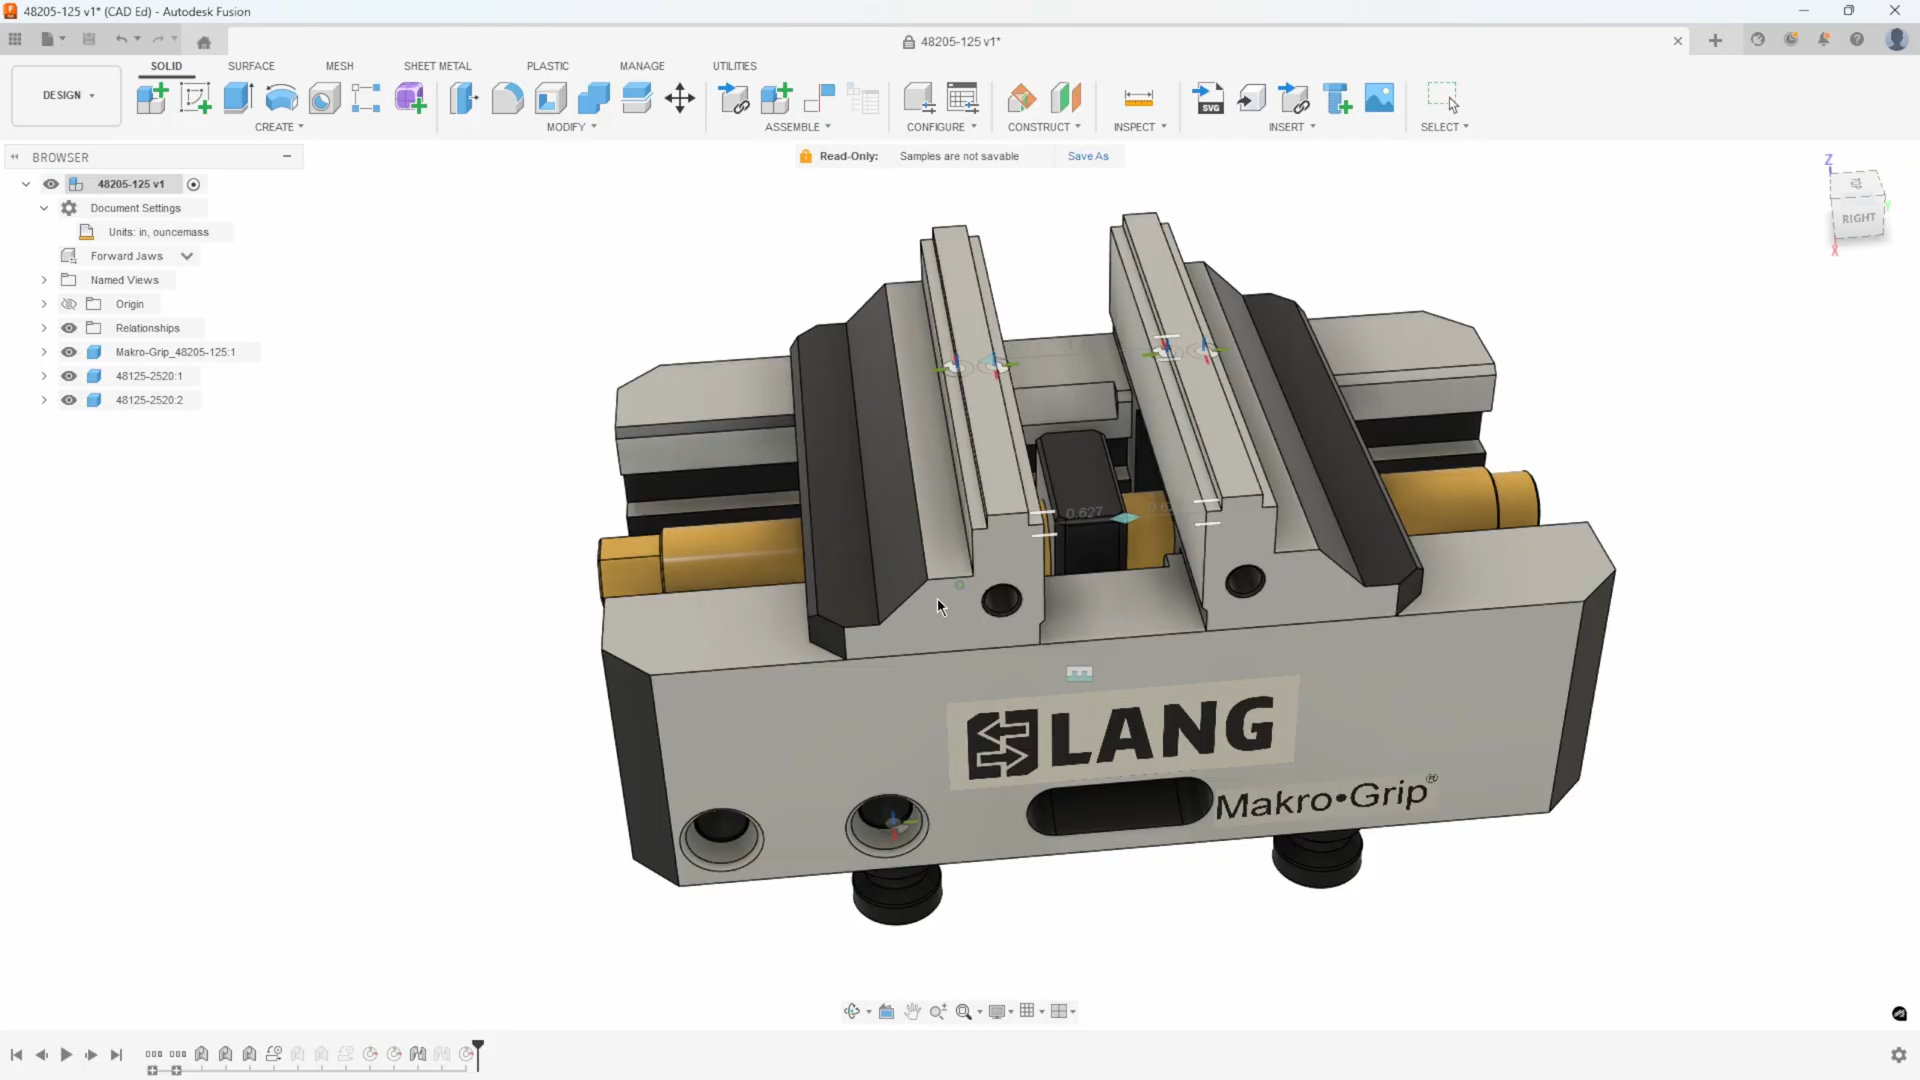 48205-125 v1* (CAD Ed) - Autodesk Fusion
48205-125 v1*
DESIGN
SOLID
SURFACE
MESH
SHEET METAL
PLASTIC
MANAGE
UTILITIES
CREATE
MODIFY
ASSEMBLE
CONFIGURE
CONSTRUCT
INSPECT
SVG
INSERT
SELECT
BROWSER
Read-Only: Samples are not savable Save As
48205-125 v1
Document Settings
Units: in, ouncemass
Forward Jaws
Named Views
Origin
Relationships
Makro-Grip_48205-125:1
48125-2520:1
48125-2520:2
Z
TOP
RIGHT
Y
X
0.627
LANG
Makro•Grip®